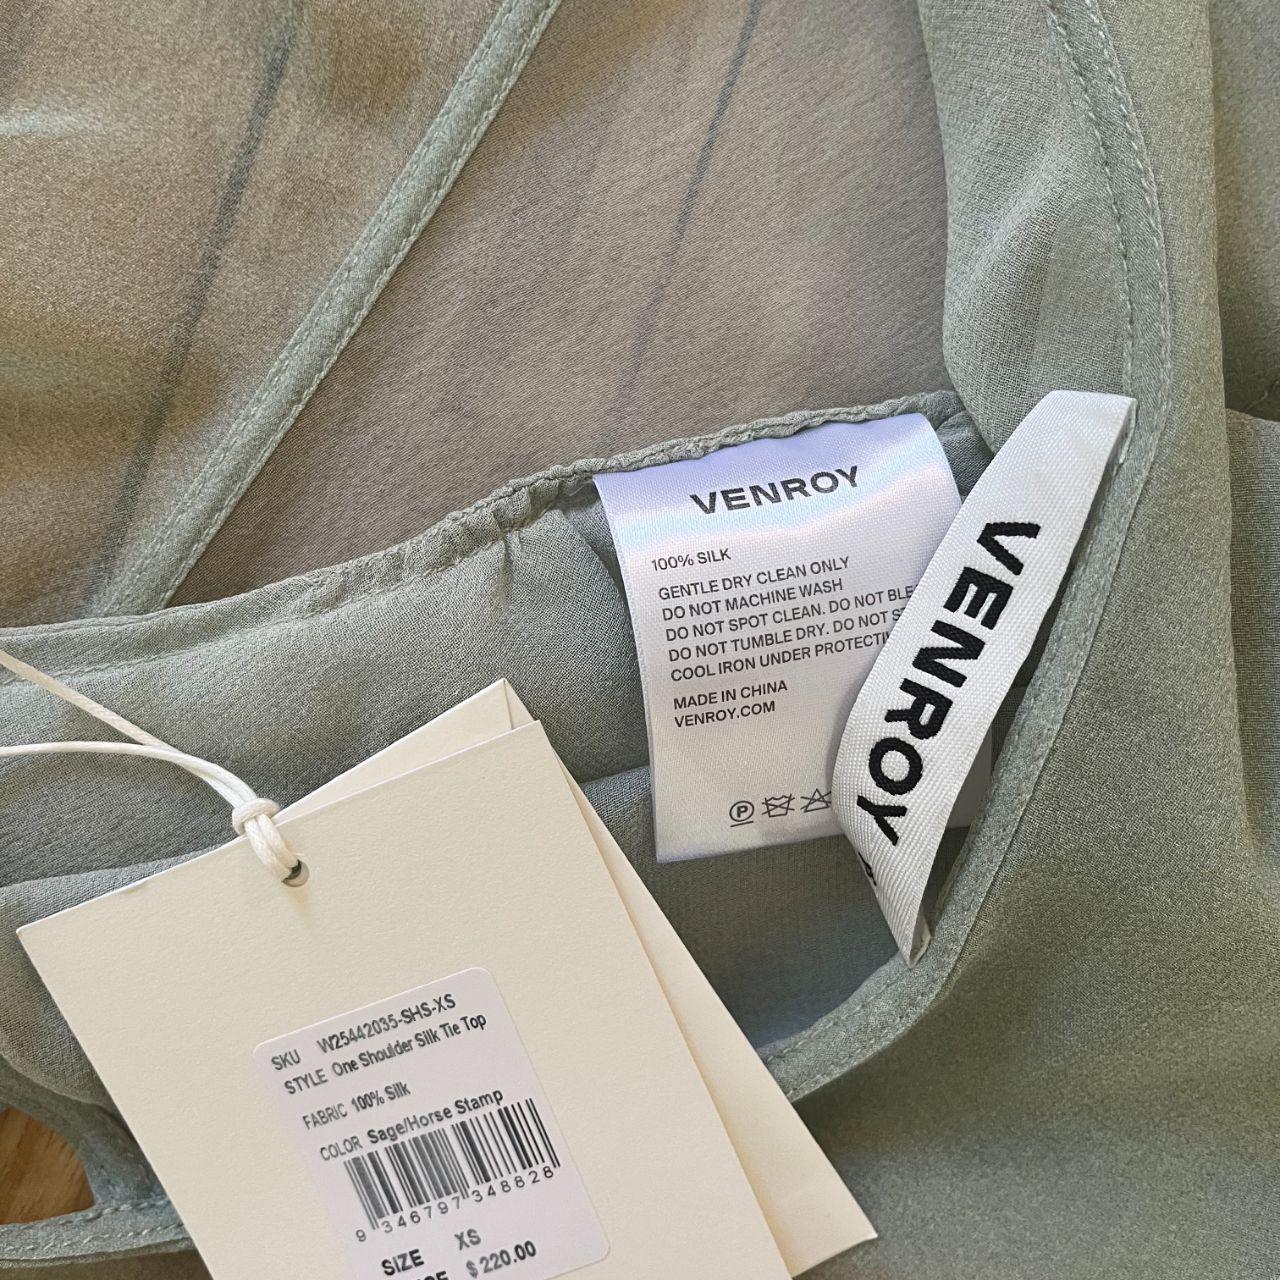 VENROY
100% SILK
GENTLE DRY CLEAN ONLY
DO NOT MACHINE WASH
DO NOT SPOT CLEAN. DO NOT
DO NOT TUMBLE DRY. DO NOT
COOL IRON UNDER
MADE IN CHINA
VENROY.COM
P
VENROY
SKU W25442035-SHS-XS
STYLE One Shoulder Silk Tie Top
FABRIC 100% Silk
COLOR Sage/Horse Stamp
9 346797 348828
SIZE XS
$220.00